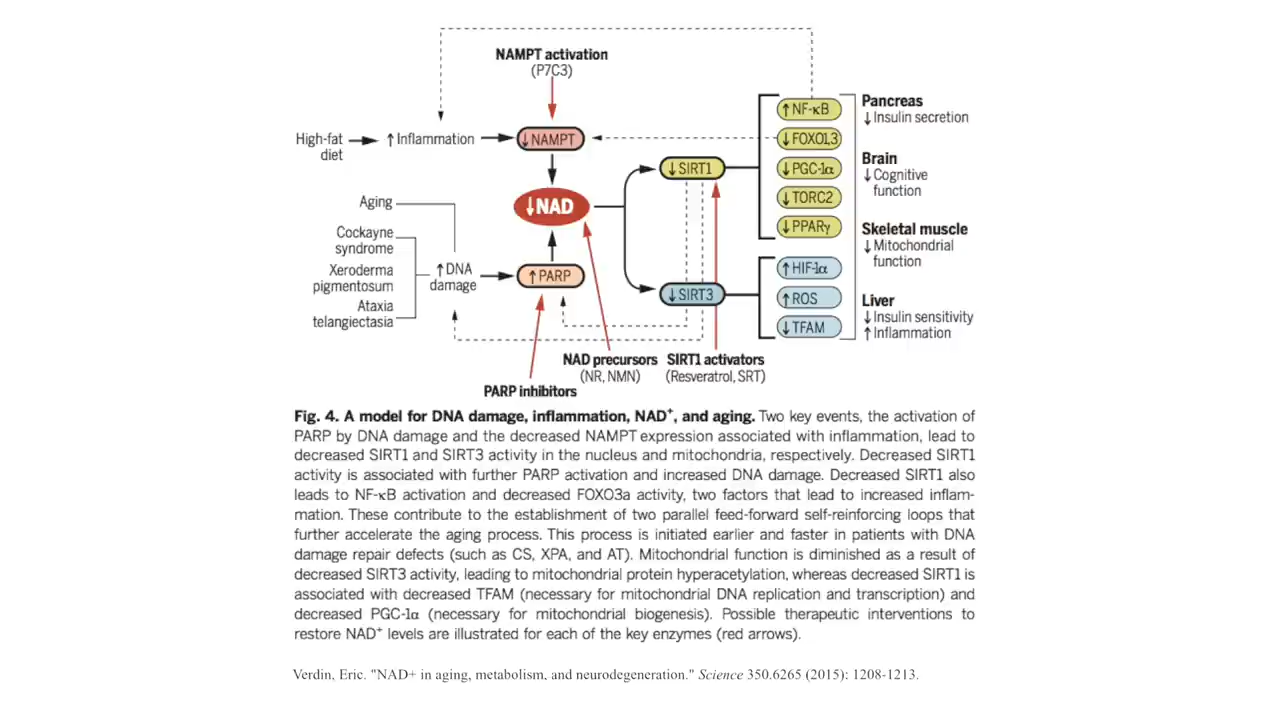 NAMPT activation
(P7C3)
High-fat
diet
↑ Inflammation
↓ NAMPT
↓ NAD
Aging
Cockayne
syndrome
Xeroderma
pigmentosum
Ataxia
telangiectasia
↑ DNA
damage
↑ PARP
↓ SIRT1
↓ SIRT3
↑ NF-κB
↓ FOXO1,3
↓ PGC-1α
↓ TORC2
↓ PPARγ
↑ HIF-1α
↑ ROS
↓ TFAM
Pancreas
↓ Insulin secretion
Brain
↓ Cognitive
function
Skeletal muscle
↓ Mitochondrial
function
Liver
↓ Insulin sensitivity
↑ Inflammation
NAD precursors
(NR, NMN)
SIRT1 activators
(Resveratrol, SRT)
PARP inhibitors
Fig. 4. A model for DNA damage, inflammation, NAD⁺, and aging. Two key events, the activation of
PARP by DNA damage and the decreased NAMPT expression associated with inflammation, lead to
decreased SIRT1 and SIRT3 activity in the nucleus and mitochondria, respectively. Decreased SIRT1
activity is associated with further PARP activation and increased DNA damage. Decreased SIRT1 also
leads to NF-κB activation and decreased FOXO3a activity, two factors that lead to increased inflam-
mation. These contribute to the establishment of two parallel feed-forward self-reinforcing loops that
further accelerate the aging process. This process is initiated earlier and faster in patients with DNA
damage repair defects (such as CS, XPA, and AT). Mitochondrial function is diminished as a result of
decreased SIRT3 activity, leading to mitochondrial protein hyperacetylation, whereas decreased SIRT1 is
associated with decreased TFAM (necessary for mitochondrial DNA replication and transcription) and
decreased PGC-1α (necessary for mitochondrial biogenesis). Possible therapeutic interventions to
restore NAD⁺ levels are illustrated for each of the key enzymes (red arrows).
Verdin, Eric. "NAD+ in aging, metabolism, and neurodegeneration." Science 350.6265 (2015): 1208-1213.